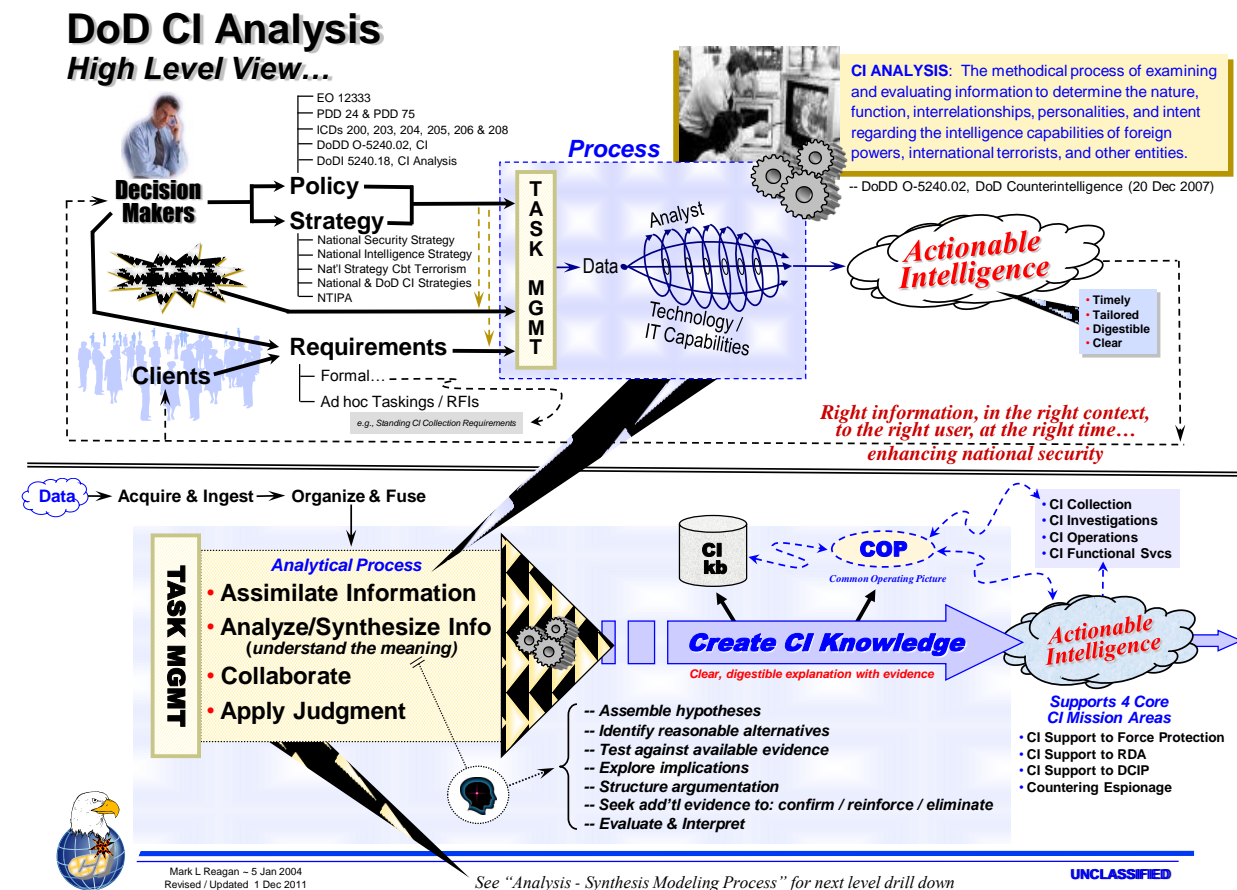 DoD CI Analysis
High Level View…
EO 12333
PDD 24 & PDD 75
ICDs 200, 203, 204, 205, 206 & 208
DoDD O-5240.02, CI
DoDI 5240.18, CI Analysis
CI ANALYSIS: The methodical process of examining
and evaluating information to determine the nature,
function, interrelationships, personalities, and intent
regarding the intelligence capabilities of foreign
powers, international terrorists, and other entities.
-- DoDD O-5240.02, DoD Counterintelligence (20 Dec 2007)
Decision
Makers
Policy
Strategy
National Security Strategy
National Intelligence Strategy
Nat'l Strategy Cbt Terrorism
National & DoD CI Strategies
NTIPA
Clients
Requirements
Formal…
Ad hoc Taskings / RFIs
e.g., Standing CI Collection Requirements
Process
TASK MGMT
Data
Analyst
Technology /
IT Capabilities
Actionable
Intelligence
• Timely
• Tailored
• Digestible
• Clear
Right information, in the right context,
to the right user, at the right time…
enhancing national security
Data
Acquire & Ingest
Organize & Fuse
TASK MGMT
Analytical Process
• Assimilate Information
• Analyze/Synthesize Info
(understand the meaning)
• Collaborate
• Apply Judgment
CI
kb
COP
Common Operating Picture
• CI Collection
• CI Investigations
• CI Operations
• CI Functional Svcs
Create CI Knowledge
Clear, digestible explanation with evidence
Actionable
Intelligence
Supports 4 Core
CI Mission Areas
• CI Support to Force Protection
• CI Support to RDA
• CI Support to DCIP
• Countering Espionage
-- Assemble hypotheses
-- Identify reasonable alternatives
-- Test against available evidence
-- Explore implications
-- Structure argumentation
-- Seek add'tl evidence to: confirm / reinforce / eliminate
-- Evaluate & Interpret
CI
Mark L Reagan ~ 5 Jan 2004
Revised / Updated 1 Dec 2011
See “Analysis - Synthesis Modeling Process” for next level drill down
UNCLASSIFIED